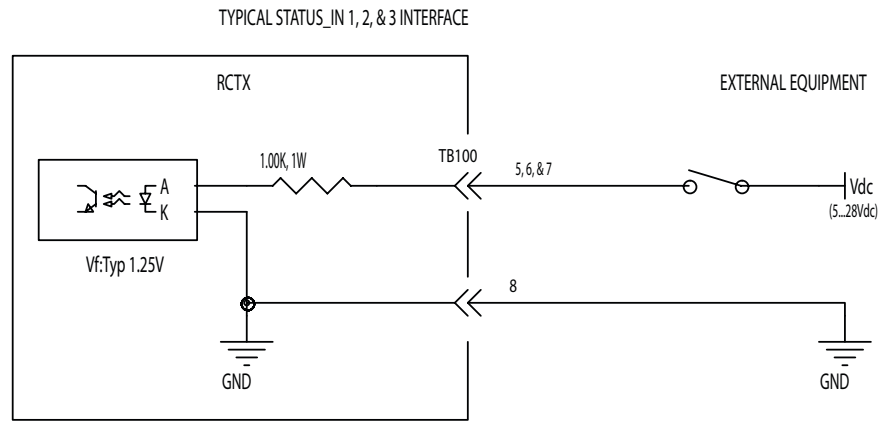 TYPICAL STATUS_IN 1, 2, & 3 INTERFACE
RCTX
EXTERNAL EQUIPMENT
1.00K, 1W
TB100
5, 6, & 7
A
K
Vdc
(5...28Vdc)
Vf:Typ 1.25V
8
GND
GND